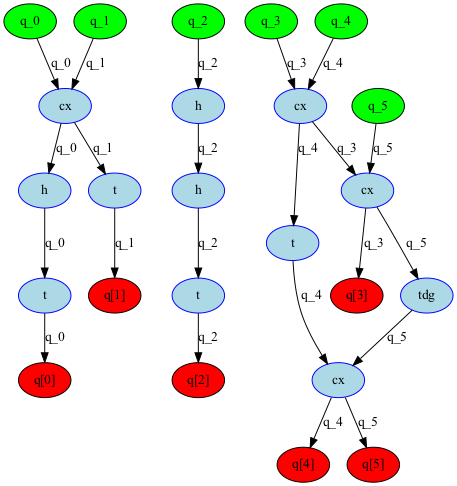 q_0 q_1 q_2 q_3 q_4
q_0 q_1 q_2 q_3 q_4
cx h cx q_5
q_0 q_1 q_2 q_4 q_3 q_5
h t h cx
t
q_0 q_1 q_2 q_3 q_5
t q[1] t q[3] tdg
q_4
q_0 q_2 q_5
q[0] q[2] cx
q_4 q_5
q[4] q[5]